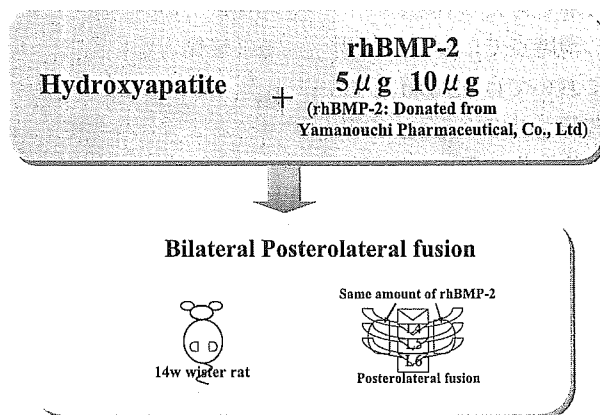 rhBMP-2
Hydroxyapatite + 5 μg 10 μg
(rhBMP-2: Donated from
Yamanouchi Pharmaceutical, Co., Ltd)
Bilateral Posterolateral fusion
Same amount of rhBMP-2
L4
L5
L6
14w wister rat
Posterolateral fusion